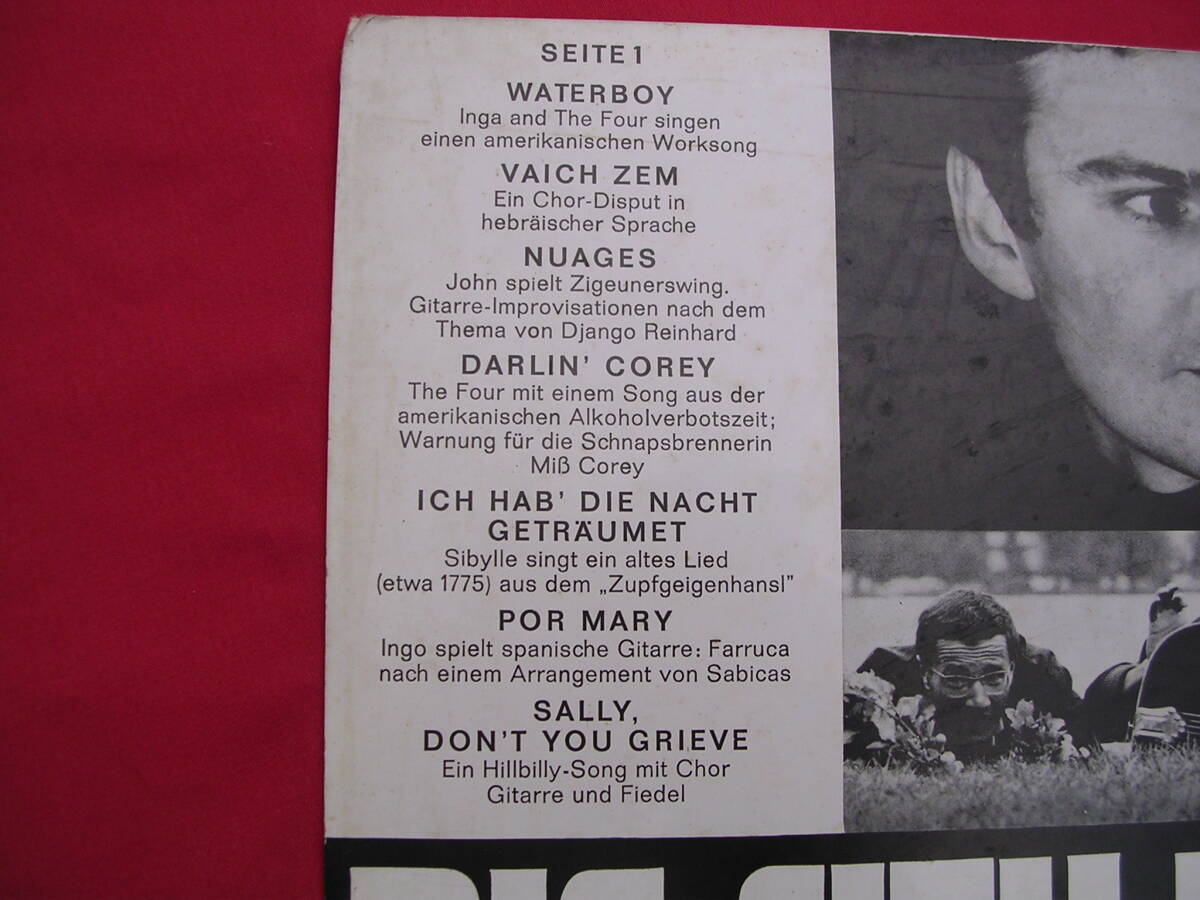 SEITE 1
WATERBOY
Inga and The Four singen
einen amerikanischen Worksong
VAICH ZEM
Ein Chor-Disput in
hebräischer Sprache
NUAGES
John spielt Zigeunerswing.
Gitarre-Improvisationen nach dem
Thema von Django Reinhard
DARLIN' COREY
The Four mit einem Song aus der
amerikanischen Alkoholverbotszeit;
Warnung für die Schnapsbrennerin
Miß Corey
ICH HAB' DIE NACHT
GETRÄUMET
Sibylle singt ein altes Lied
(etwa 1775) aus dem „Zupfgeigenhansl"
POR MARY
Ingo spielt spanische Gitarre: Farruca
nach einem Arrangement von Sabicas
SALLY,
DON'T YOU GRIEVE
Ein Hillbilly-Song mit Chor
Gitarre und Fiedel